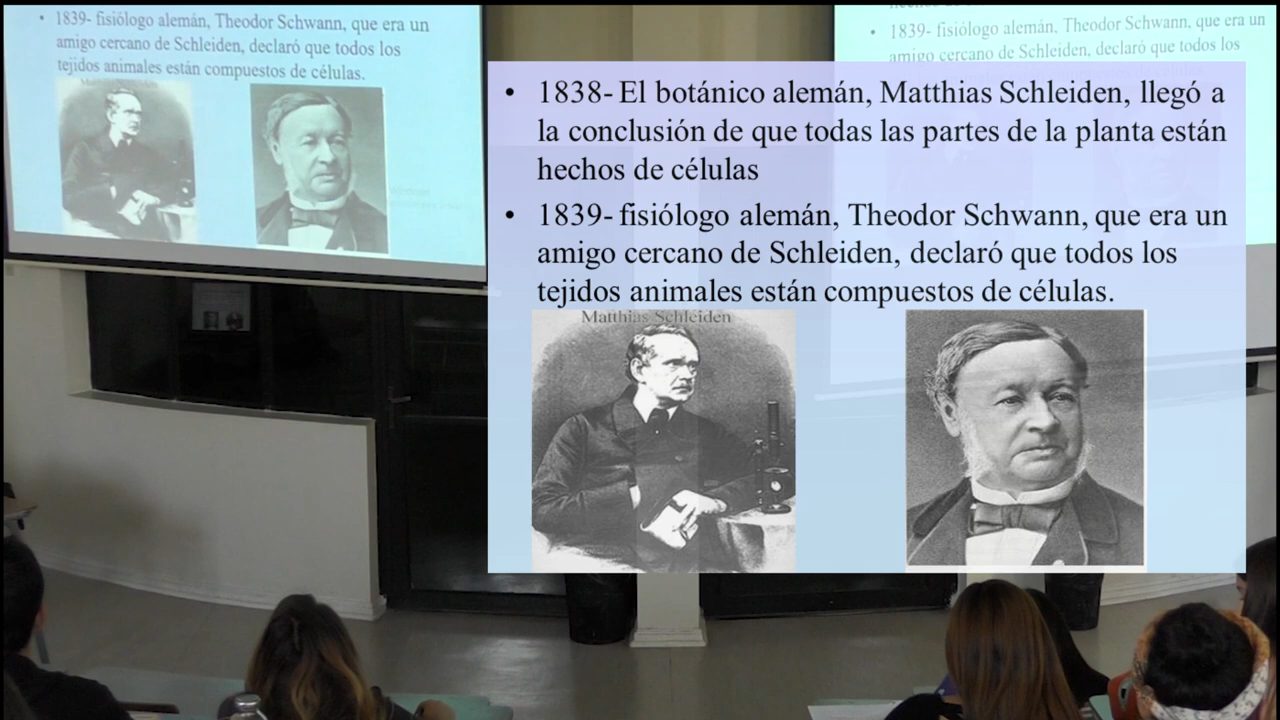 • 1839- fisiólogo alemán, Theodor Schwann, que era un
amigo cercano de Schleiden, declaró que todos los
tejidos animales están compuestos de células.
• 1839- fisiólogo alemán, Theodor Schwann, que era un
amigo cercano de Schleiden, declaró que todos los
• 1838- El botánico alemán, Matthias Schleiden, llegó a
la conclusión de que todas las partes de la planta están
hechos de células
• 1839- fisiólogo alemán, Theodor Schwann, que era un
amigo cercano de Schleiden, declaró que todos los
tejidos animales están compuestos de células.
Matthias Schleiden